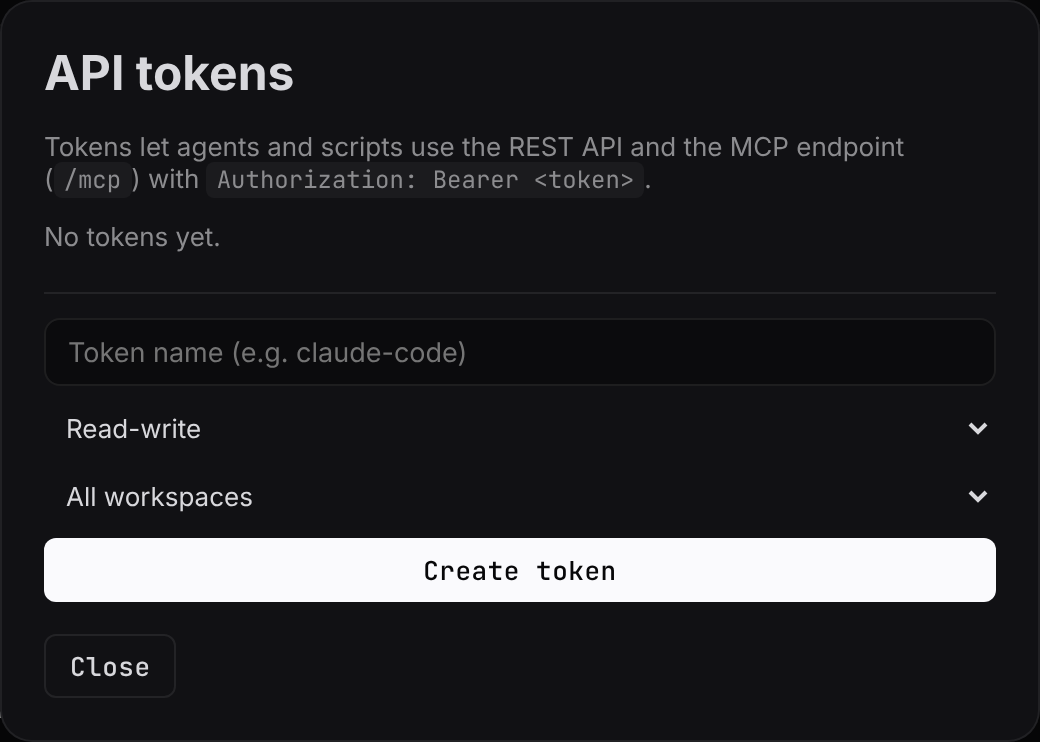 API tokens
Tokens let agents and scripts use the REST API and the MCP endpoint
( /mcp ) with Authorization: Bearer <token> .
No tokens yet.
Token name (e.g. claude-code)
Read-write
All workspaces
Create token
Close